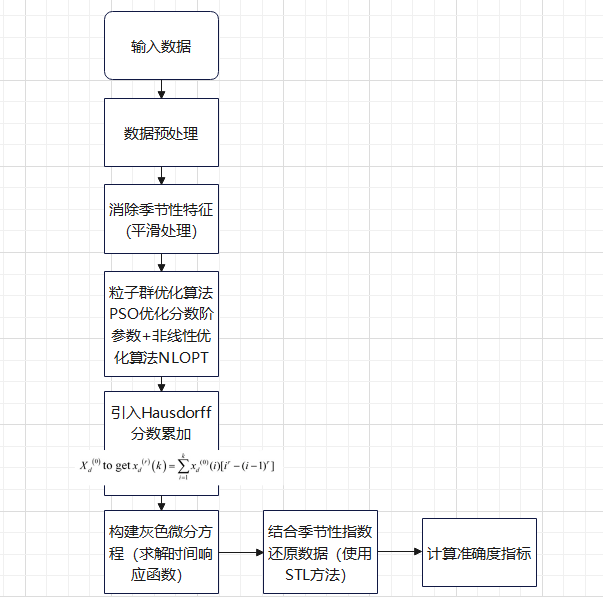 输入数据
数据预处理
消除季节性特征
(平滑处理)
粒子群优化算法
PSO优化分数阶
参数+非线性优
化算法NLOPT
引入Hausdorff
分数累加
X_d^(0) to get x_d^(r)(k)=∑_{i=1}^{k} x_d^(0)(i)[i^r-(i-1)^r]
构建灰色微分方
程（求解时间响
应函数）
结合季节性指数
还原数据（使用
STL方法）
计算准确度指标